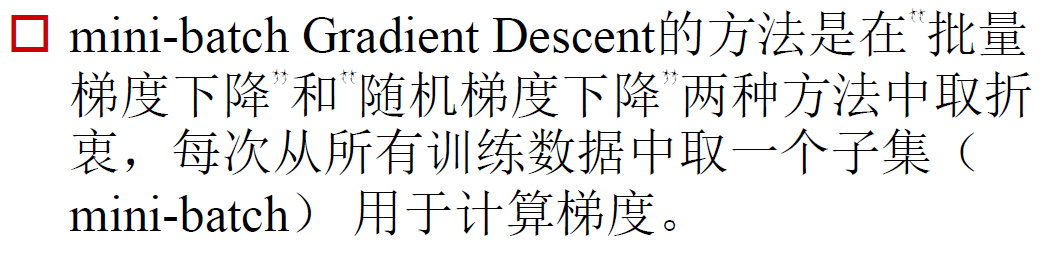 mini-batch Gradient Descent的方法是在“批量
梯度下降”和“随机梯度下降”两种方法中取折
衷，每次从所有训练数据中取一个子集（
mini-batch） 用于计算梯度。